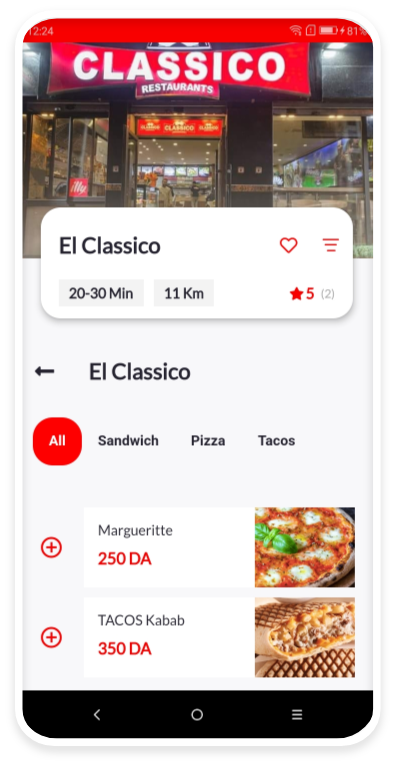 12:24
81%
CLASSICO
RESTAURANTS
CLASSICO
illy
El Classico
20-30 Min
11 Km
5 (2)
El Classico
All
Sandwich
Pizza
Tacos
Margueritte
250 DA
TACOS Kabab
350 DA